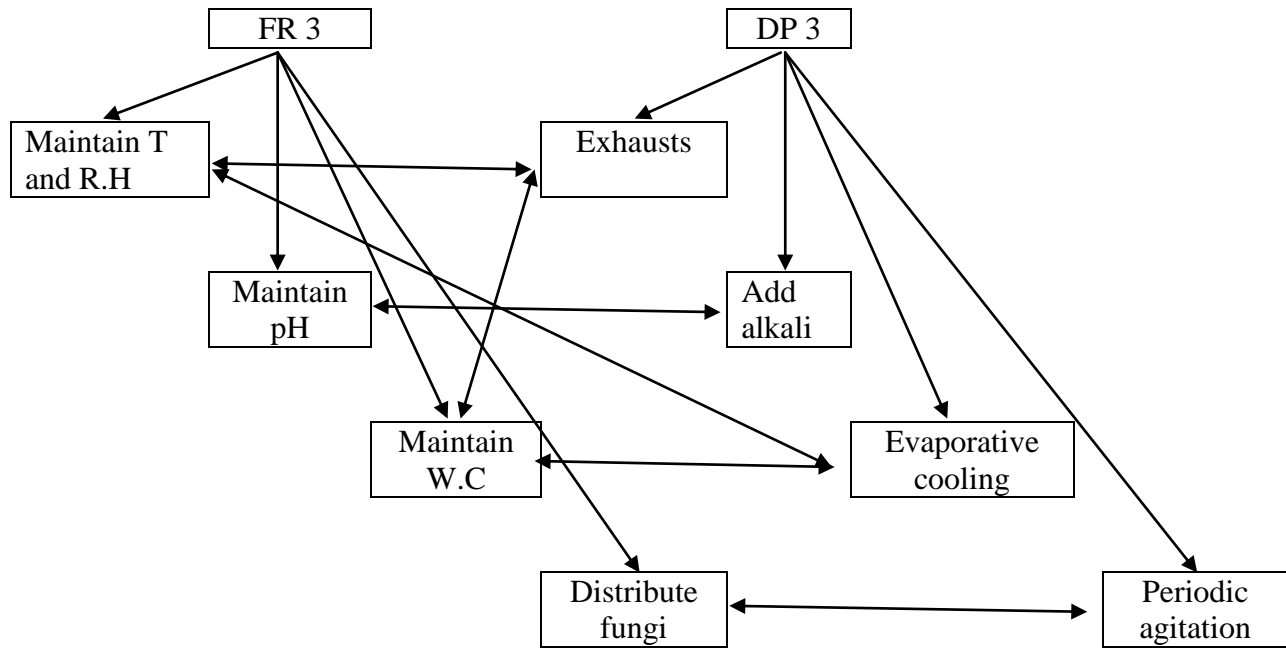 FR 3
DP 3
Maintain T
and R.H
Exhausts
Maintain
pH
Add
alkali
Maintain
W.C
Evaporative
cooling
Distribute
fungi
Periodic
agitation